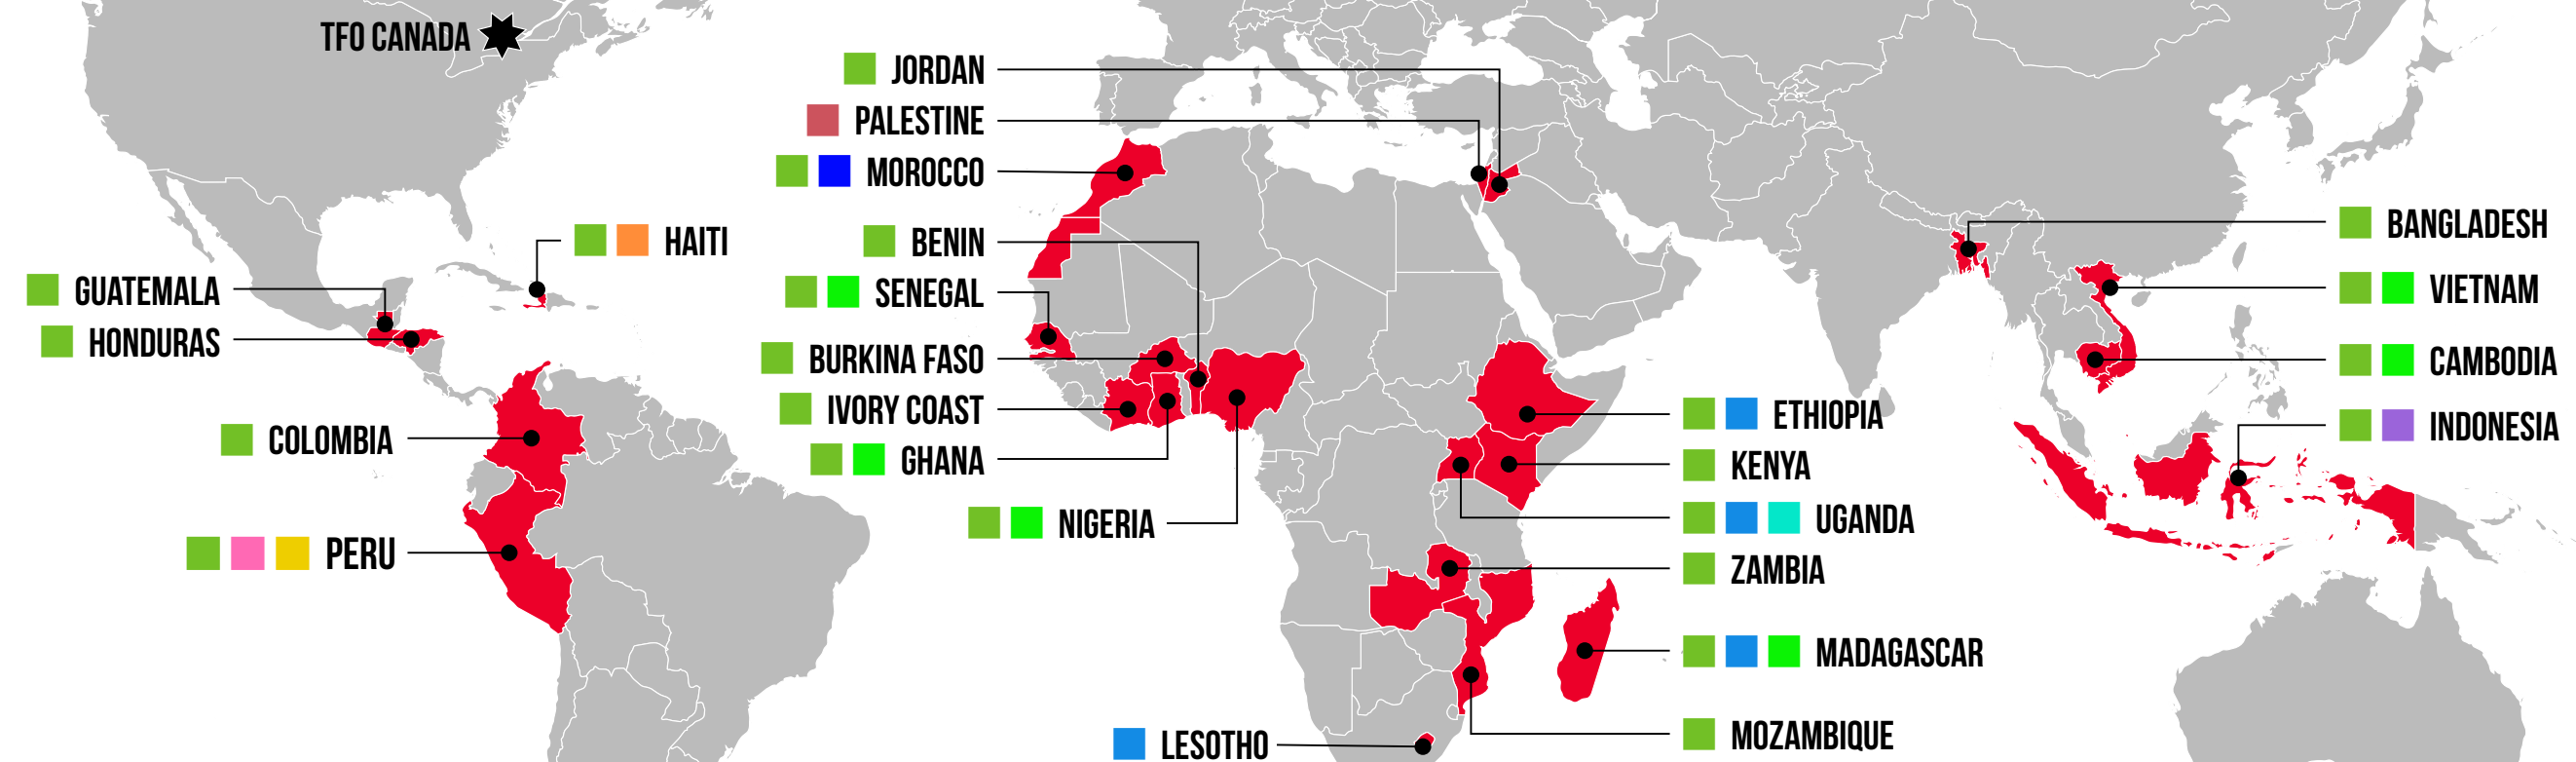 TFO CANADA
JORDAN
PALESTINE
MOROCCO
HAITI
BENIN
GUATEMALA
SENEGAL
HONDURAS
BURKINA FASO
IVORY COAST
COLOMBIA
GHANA
NIGERIA
PERU
LESOTHO
ETHIOPIA
KENYA
UGANDA
ZAMBIA
MADAGASCAR
MOZAMBIQUE
BANGLADESH
VIETNAM
CAMBODIA
INDONESIA